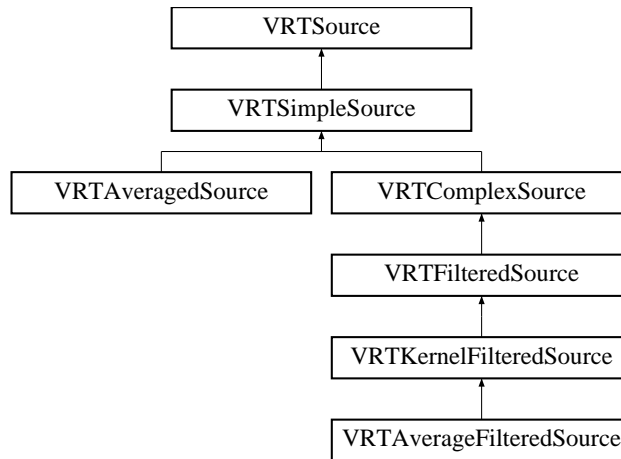 VRTSource
VRTSimpleSource
VRTAveragedSource
VRTComplexSource
VRTFilteredSource
VRTKernelFilteredSource
VRTAverageFilteredSource